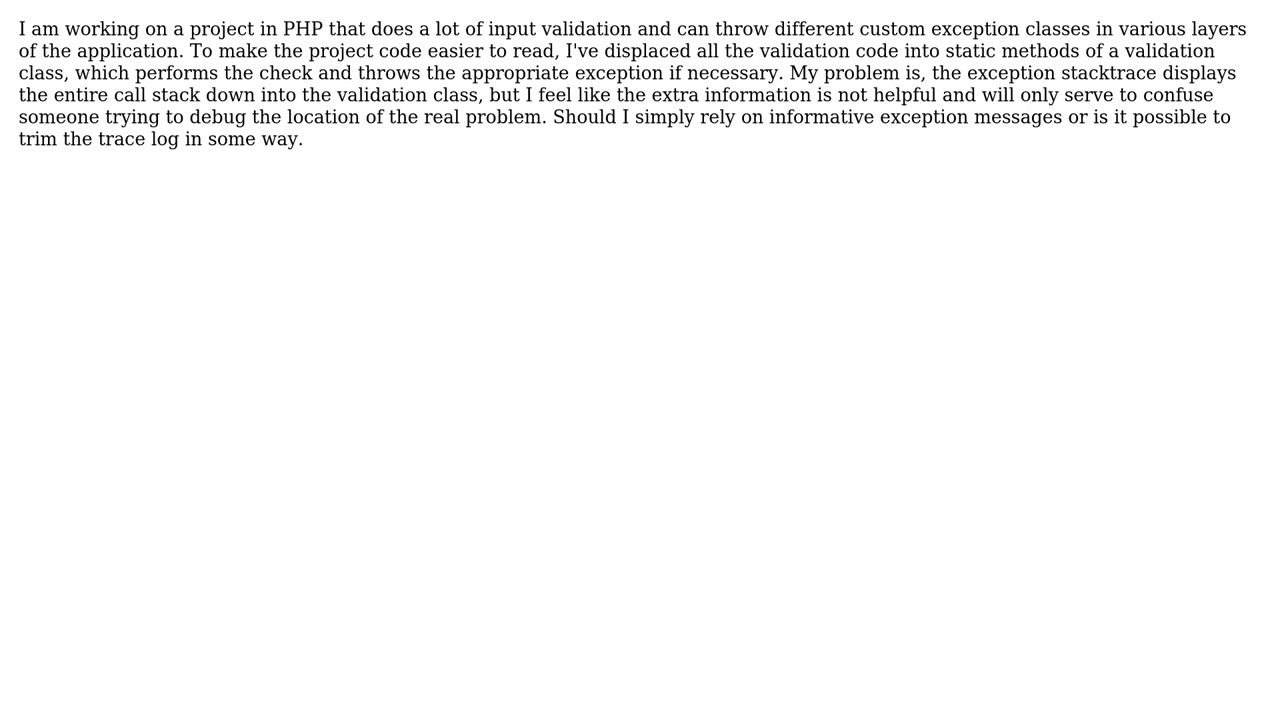 I am working on a project in PHP that does a lot of input validation and can throw different custom exception classes in various layers
of the application. To make the project code easier to read, I've displaced all the validation code into static methods of a validation
class, which performs the check and throws the appropriate exception if necessary. My problem is, the exception stacktrace displays
the entire call stack down into the validation class, but I feel like the extra information is not helpful and will only serve to confuse
someone trying to debug the location of the real problem. Should I simply rely on informative exception messages or is it possible to
trim the trace log in some way.